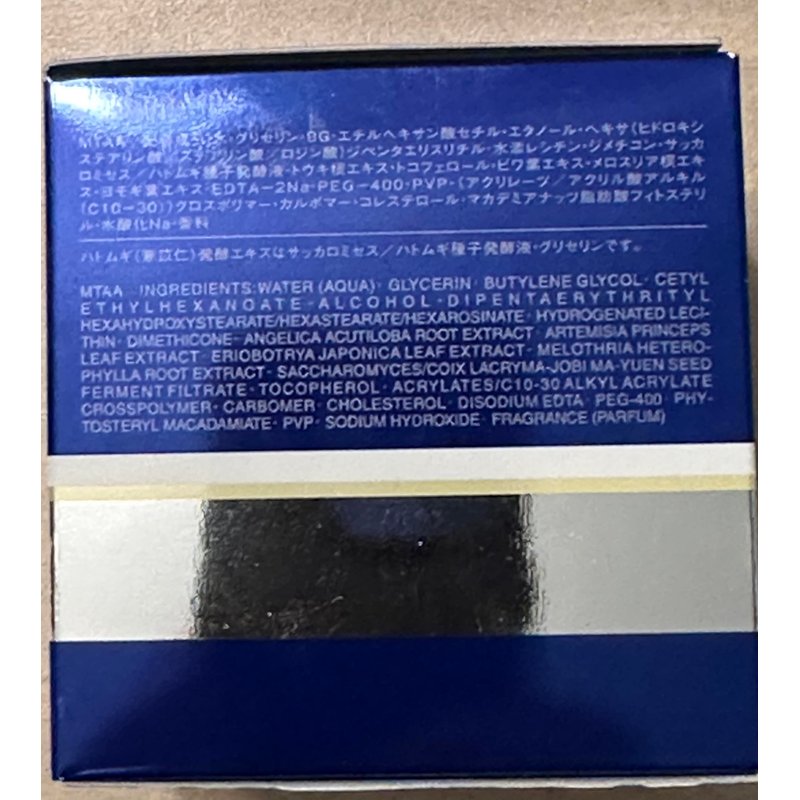 MTAA グリセリン・BG・エチルヘキサン酸セチル・エタノール・ヘキサ(ヒドロキシ
ステアリン酸/ステアリン酸/ロジン酸)ジペンタエリスリチル・水添レシチン・ジメチコン・サッカ
ロミセス/ハトムギ種子発酵液・トウキ根エキス・トコフェロール・ビワ葉エキス・メロスリア根エキ
ス・ヨモギ葉エキス・EDTA-2Na・PEG-400・PVP・(アクリレーツ/アクリル酸アルキル
(C10-30))クロスポリマー・カルボマー・コレステロール・マカデミアナッツ脂肪酸フィトステリ
ル・水酸化Na・香料
ハトムギ(薏苡仁)発酵エキスはサッカロミセス/ハトムギ種子発酵液・グリセリンです。
MTAA INGREDIENTS:WATER (AQUA)· GLYCERIN· BUTYLENE GLYCOL· CETYL
ETHYLHEXANOATE·ALCOHOL·DIPENTAERYTHRITYL
HEXAHYDROXYSTEARATE/HEXASTEARATE/HEXAROSINATE· HYDROGENATED LECI-
THIN· DIMETHICONE· ANGELICA ACUTILOBA ROOT EXTRACT· ARTEMISIA PRINCEPS
LEAF EXTRACT· ERIOBOTRYA JAPONICA LEAF EXTRACT· MELOTHRIA HETERO-
PHYLLA ROOT EXTRACT· SACCHAROMYCES/COIX LACRYMA-JOBI MA-YUEN SEED
FERMENT FILTRATE· TOCOPHEROL· ACRYLATES/C10-30 ALKYL ACRYLATE
CROSSPOLYMER· CARBOMER· CHOLESTEROL· DISODIUM EDTA· PEG-400· PHY-
TOSTERYL MACADAMIATE· PVP· SODIUM HYDROXIDE· FRAGRANCE (PARFUM)